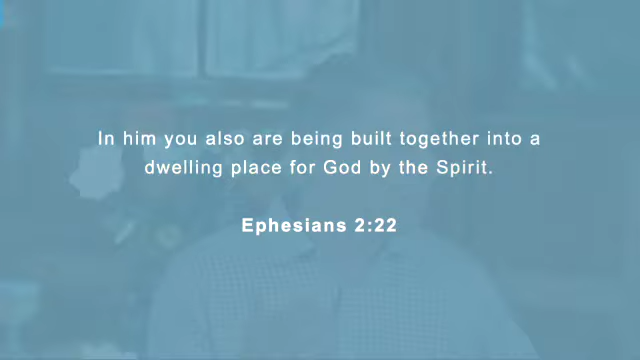 In him you also are being built together into a
dwelling place for God by the Spirit.
Ephesians 2:22